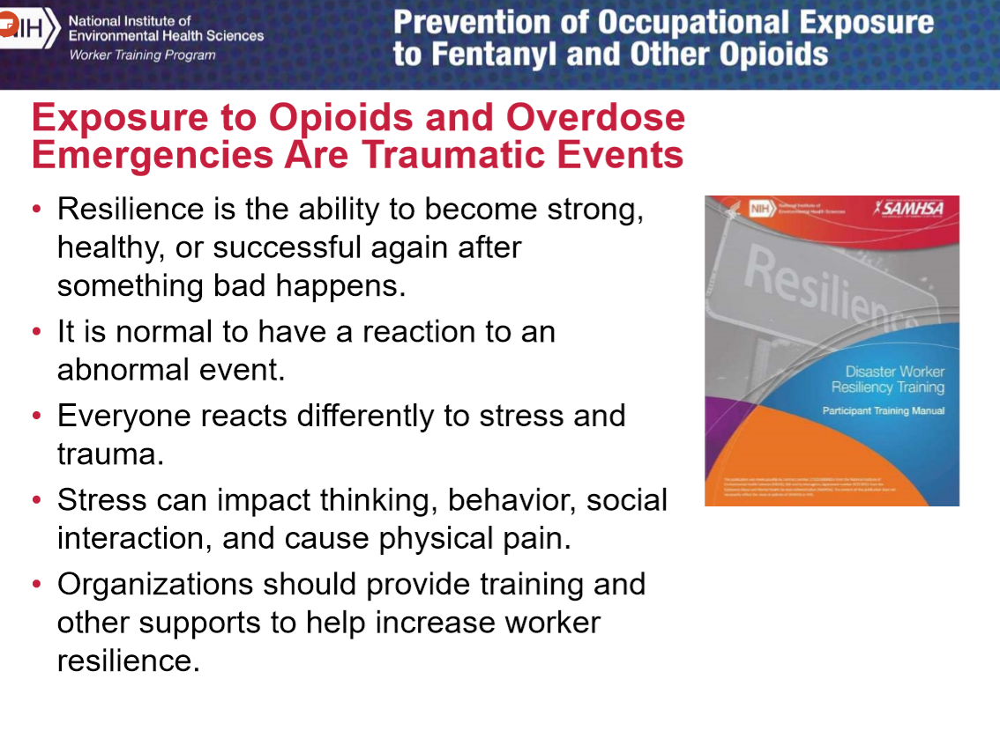 NIH
National Institute of
Environmental Health Sciences
Worker Training Program
Prevention of Occupational Exposure
to Fentanyl and Other Opioids
Exposure to Opioids and Overdose
Emergencies Are Traumatic Events
• Resilience is the ability to become strong,
healthy, or successful again after
something bad happens.
• It is normal to have a reaction to an
abnormal event.
• Everyone reacts differently to stress and
trauma.
• Stress can impact thinking, behavior, social
interaction, and cause physical pain.
• Organizations should provide training and
other supports to help increase worker
resilience.
NIH
National Institute of
Environmental Health Sciences
SAMHSA
Resilience
Disaster Worker
Resiliency Training
Participant Training Manual